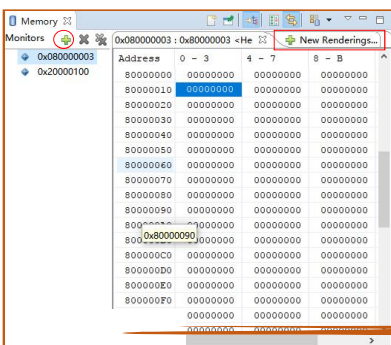 Memory
Monitors
0x080000003 : 0x80000003 <He
New Renderings...
0x080000003
0x20000100
Address 0 - 3 4 - 7 8 - B
80000000 00000000 00000000 00000000
80000010 00000000 00000000 00000000
80000020 00000000 00000000 00000000
80000030 00000000 00000000 00000000
80000040 00000000 00000000 00000000
80000050 00000000 00000000 00000000
80000060 00000000 00000000 00000000
80000070 00000000 00000000 00000000
80000080 00000000 00000000 00000000
80000090 00000000 00000000 00000000
00000000 00000000 00000000
0x80000090
00000000 00000000
800000C0 00000000 00000000 00000000
800000D0 00000000 00000000 00000000
800000E0 00000000 00000000 00000000
800000F0 00000000 00000000 00000000
00000000 00000000 00000000